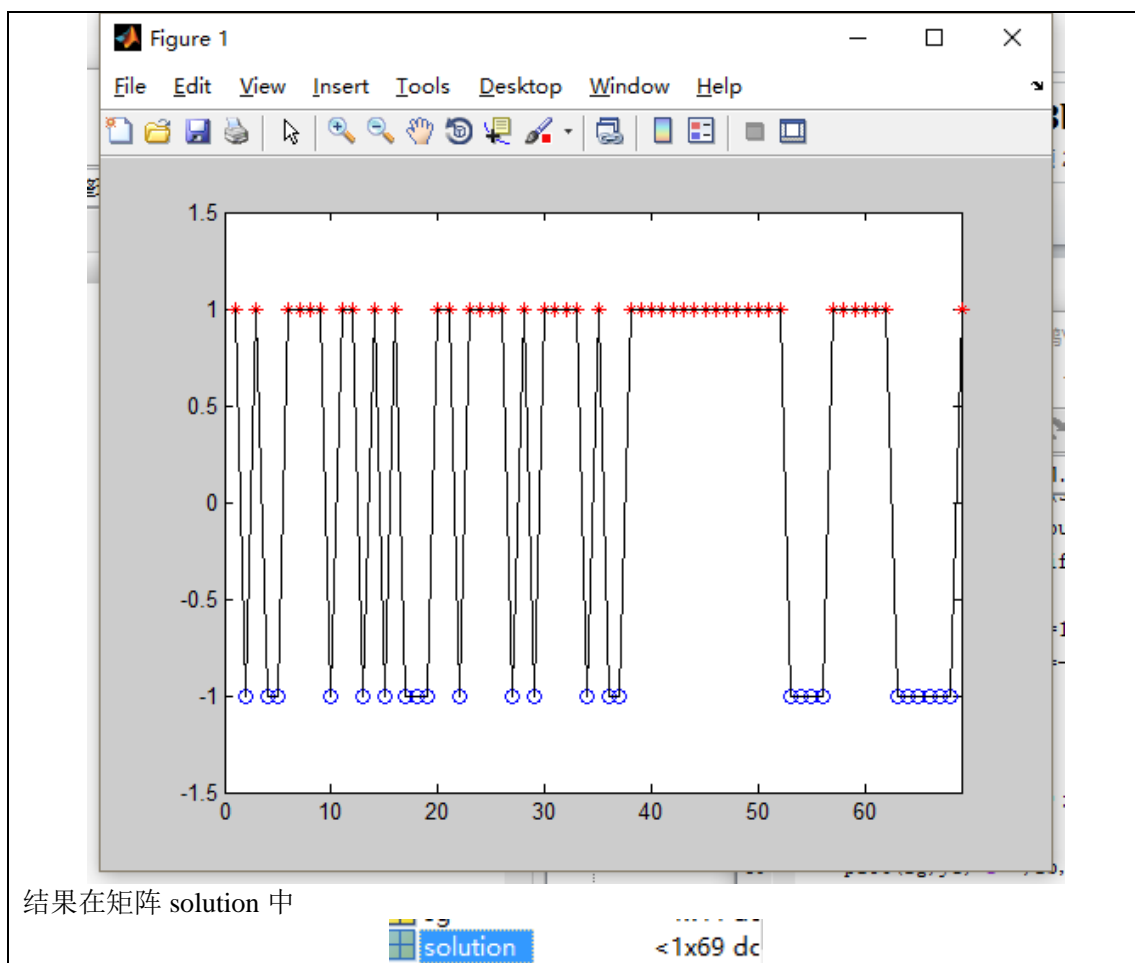 Figure 1
File Edit View Insert Tools Desktop Window Help
1.5
1
0.5
0
-0.5
-1
-1.5
0 10 20 30 40 50 60
结果在矩阵 solution 中
solution <1x69 dc